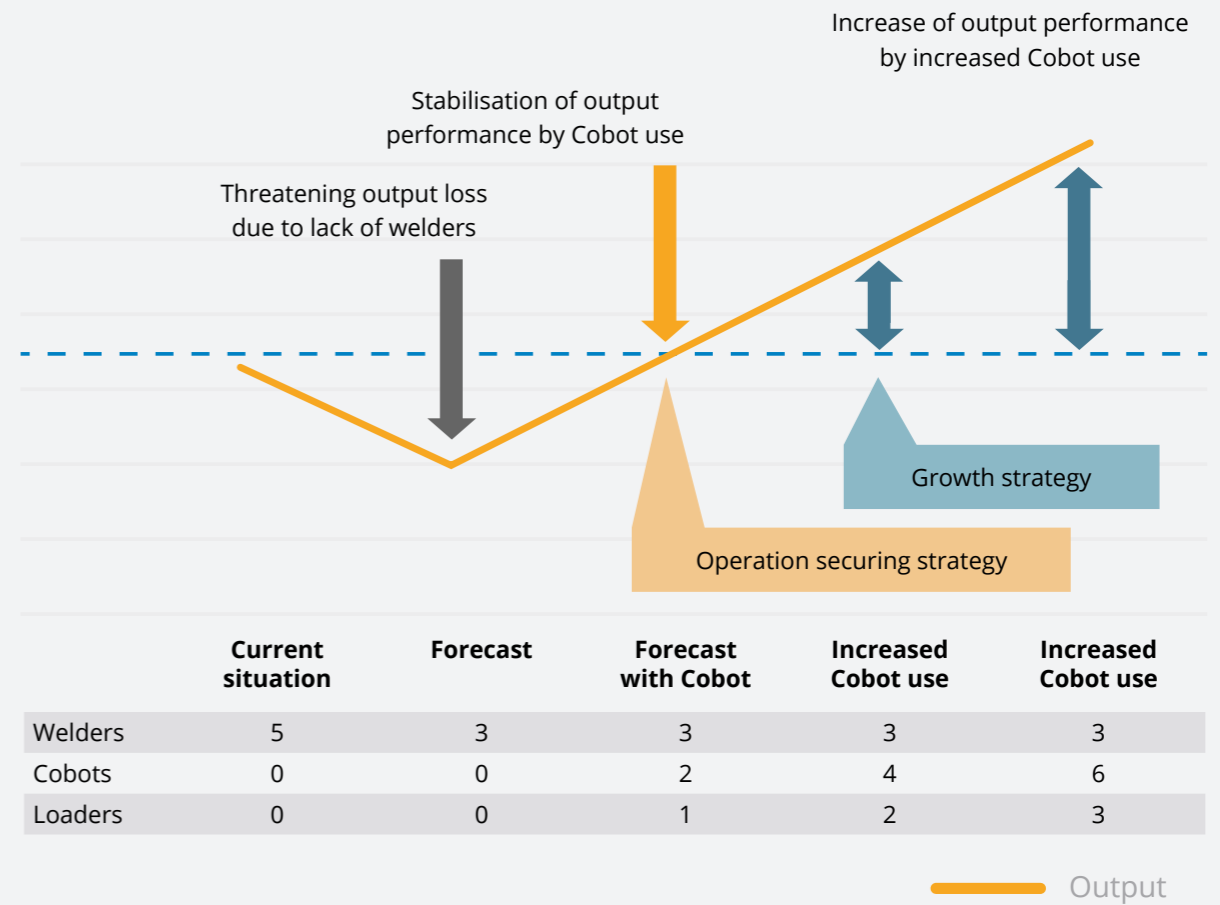 Increase of output performance
by increased Cobot use
Stabilisation of output
performance by Cobot use
Threatening output loss
due to lack of welders
Growth strategy
Operation securing strategy
Current situation
Forecast
Forecast with Cobot
Increased Cobot use
Increased Cobot use
Welders 5 3 3 3 3
Cobots 0 0 2 4 6
Loaders 0 0 1 2 3
Output